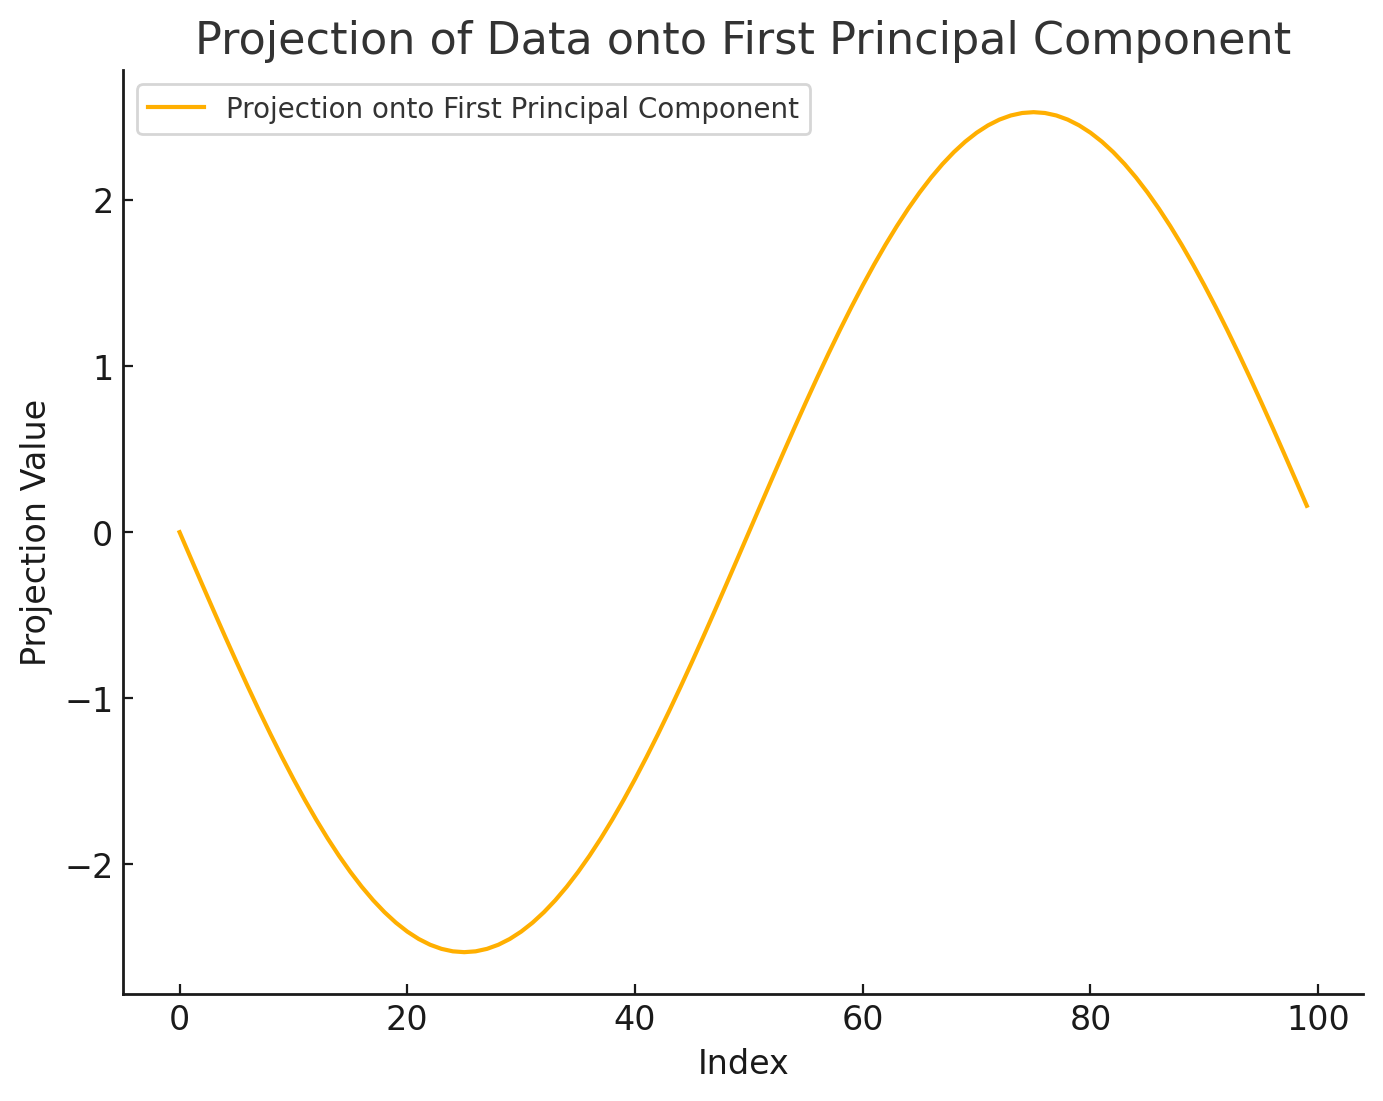 Projection of Data onto First Principal Component
Projection onto First Principal Component
2
1
0
−1
−2
Projection Value
0 20 40 60 80 100
Index